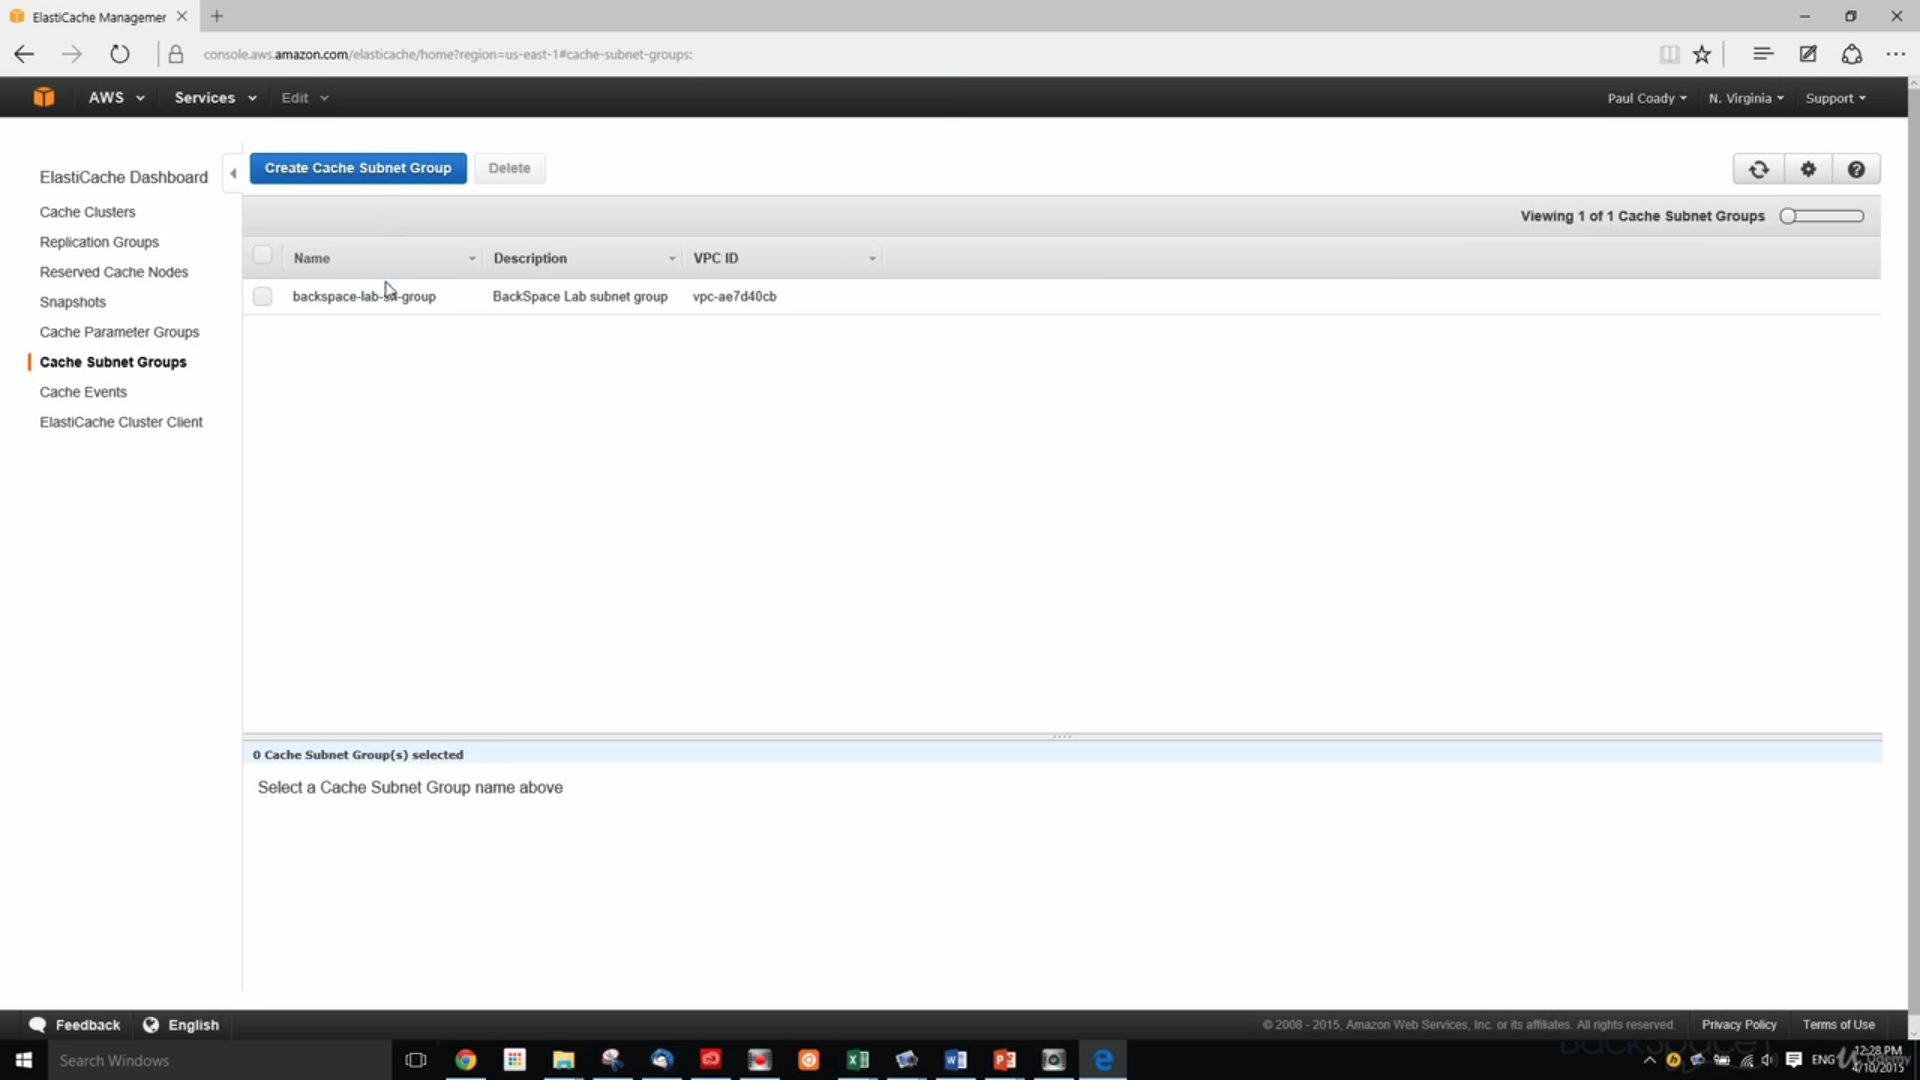 ElastiCache Managemer
console.aws.amazon.com/elasticache/home?region=us-east-1#cache-subnet-groups:
AWS Services Edit Paul Coady N. Virginia Support
ElastiCache Dashboard
Cache Clusters
Replication Groups
Reserved Cache Nodes
Snapshots
Cache Parameter Groups
Cache Subnet Groups
Cache Events
ElastiCache Cluster Client
Create Cache Subnet Group Delete
Viewing 1 of 1 Cache Subnet Groups
Name Description VPC ID
backspace-lab-sn-group BackSpace Lab subnet group vpc-ae7d40cb
0 Cache Subnet Group(s) selected
Select a Cache Subnet Group name above
Feedback English © 2008 - 2015, Amazon Web Services, Inc. or its affiliates. All rights reserved. Privacy Policy Terms of Use
Search Windows
ENG
12:28 PM
4/10/2015